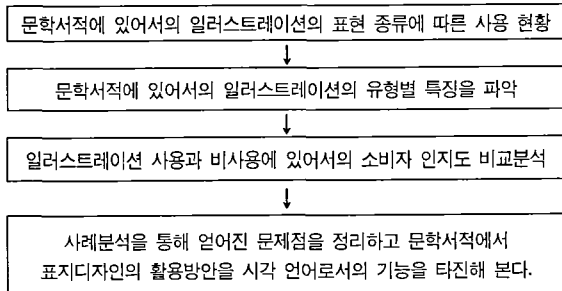 문학서적에 있어서의 일러스트레이션의 표현 종류에 따른 사용 현황
문학서적에 있어서의 일러스트레이션의 유형별 특징을 파악
일러스트레이션 사용과 비사용에 있어서의 소비자 인지도 비교분석
사례분석을 통해 얻어진 문제점을 정리하고 문학서적에서
표지디자인의 활용방안을 시각 언어로서의 기능을 타진해 본다.